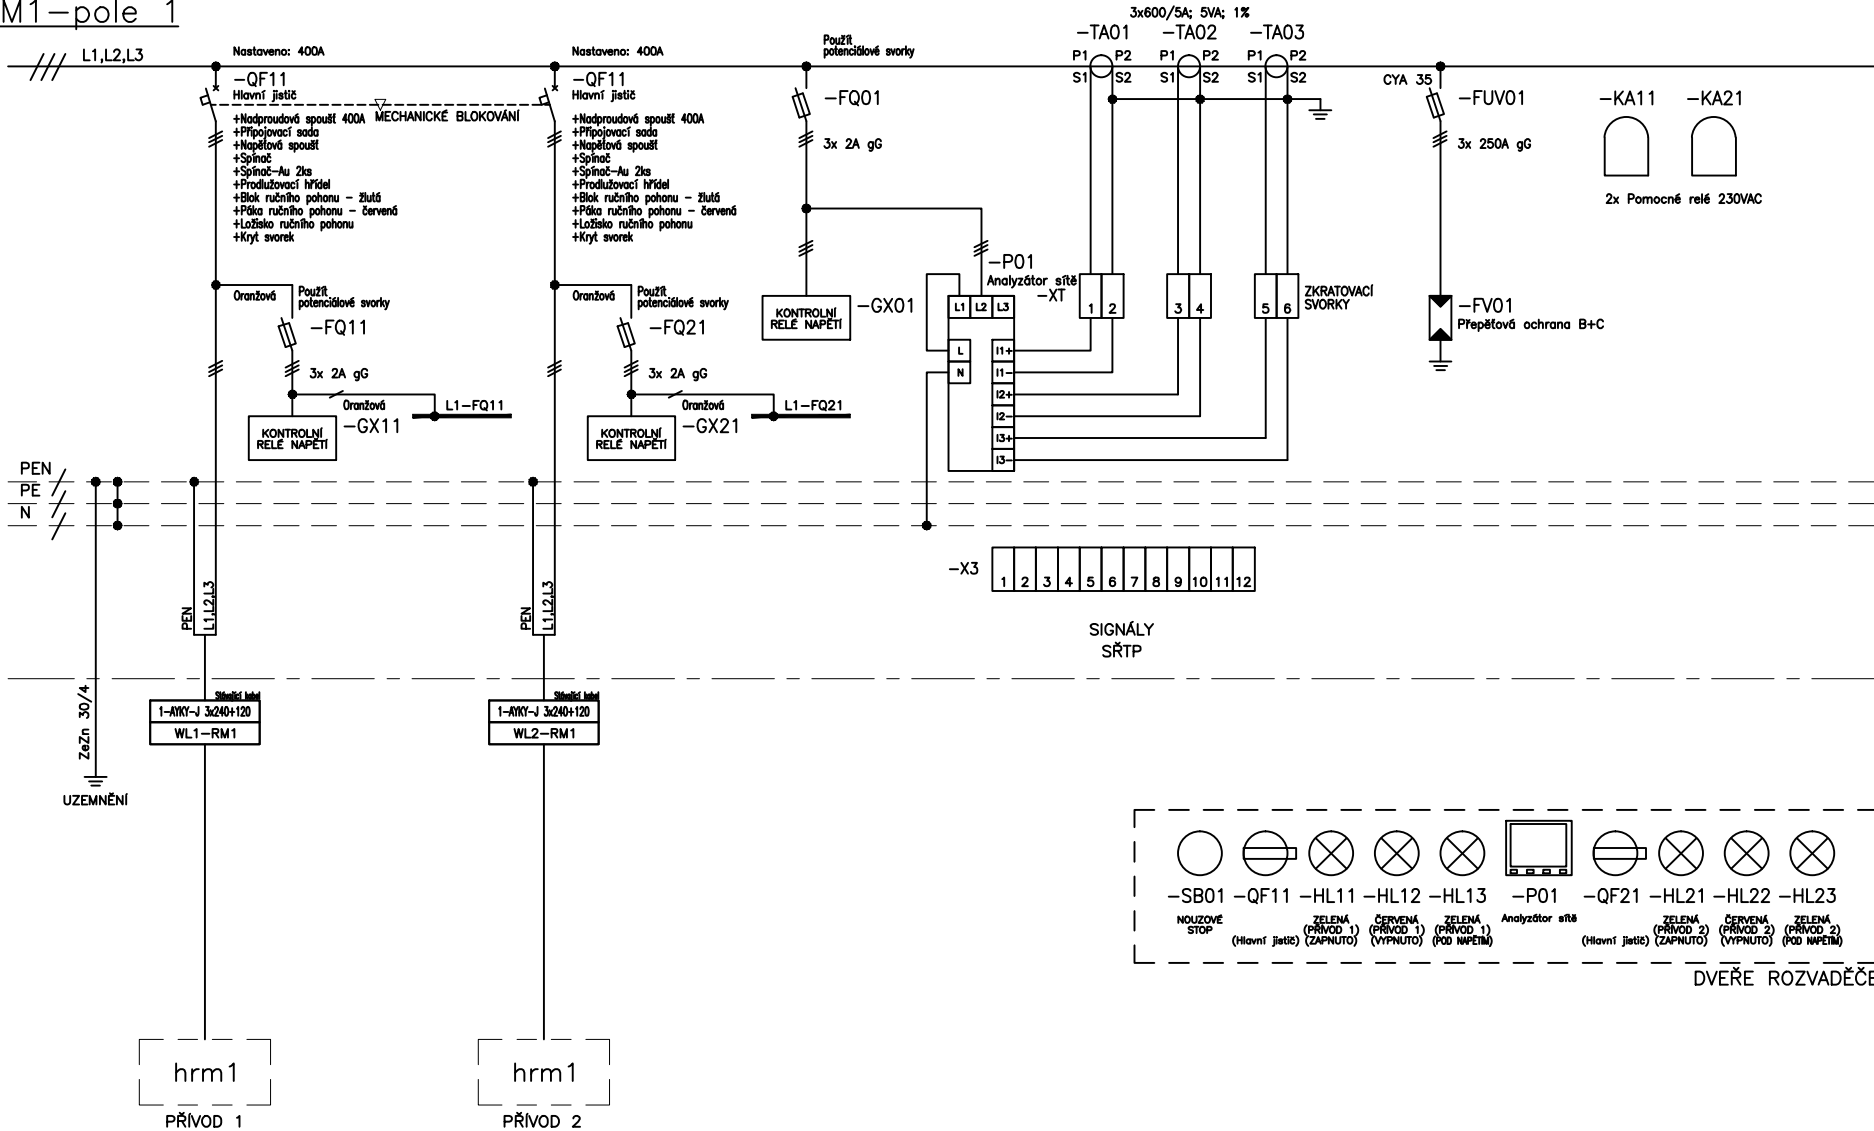 M1-pole 1
L1,L2,L3
Nastaveno: 400A
-QF11
Hlavní jistič
+Nadproudová spoušť 400A
+Připojovací sada
+Napěťová spoušť
+Spínač
+Spínač-Au 2ks
+Prodlužovací hřídel
+Blok ručního pohonu - žlutá
+Páka ručního pohonu - červená
+Ložisko ručního pohonu
+Kryt svorek
MECHANICKÉ BLOKOVÁNÍ
Nastaveno: 400A
-QF11
Hlavní jistič
+Nadproudová spoušť 400A
+Připojovací sada
+Napěťová spoušť
+Spínač
+Spínač-Au 2ks
+Prodlužovací hřídel
+Blok ručního pohonu - žlutá
+Páka ručního pohonu - červená
+Ložisko ručního pohonu
+Kryt svorek
Použít
potenciálové svorky
-FQ01
3x 2A gG
3x600/5A; 5VA; 1%
-TA01
-TA02
-TA03
P1 P2
P1 P2
P1 P2
S1 S2
S1 S2
S1 S2
CYA 35
-FUV01
3x 250A gG
-KA11
-KA21
2x Pomocné relé 230VAC
Oranžová
Použít
potenciálové svorky
-FQ11
3x 2A gG
Oranžová
L1-FQ11
KONTROLNÍ
RELÉ NAPĚTÍ
-GX11
Oranžová
Použít
potenciálové svorky
-FQ21
3x 2A gG
Oranžová
L1-FQ21
KONTROLNÍ
RELÉ NAPĚTÍ
-GX21
KONTROLNÍ
RELÉ NAPĚTÍ
-GX01
-P01
Analyzátor sítě
-XT
L1 L2 L3
1 2
3 4
5 6
ZKRATOVACÍ
SVORKY
L
N
I1+
I1-
I2+
I2-
I3+
I3-
-FV01
Přepěťová ochrana B+C
PEN
PE
N
-X3
1 2 3 4 5 6 7 8 9 10 11 12
SIGNÁLY
SŘTP
PEN
L1,L2,L3
PEN
L1,L2,L3
ZeZn 30/4
UZEMNĚNÍ
Stávající kabel
1-AYKY-J 3x240+120
WL1-RM1
Stávající kabel
1-AYKY-J 3x240+120
WL2-RM1
hrm1
PŘÍVOD 1
hrm1
PŘÍVOD 2
-SB01
NOUZOVÉ
STOP
-QF11
(Hlavní jistič)
-HL11
ZELENÁ
(PŘÍVOD 1)
(ZAPNUTO)
-HL12
ČERVENÁ
(PŘÍVOD 1)
(VYPNUTO)
-HL13
ZELENÁ
(PŘÍVOD 1)
(POD NAPĚTÍM)
-P01
Analyzátor sítě
-QF21
(Hlavní jistič)
-HL21
ZELENÁ
(PŘÍVOD 2)
(ZAPNUTO)
-HL22
ČERVENÁ
(PŘÍVOD 2)
(VYPNUTO)
-HL23
ZELENÁ
(PŘÍVOD 2)
(POD NAPĚTÍM)
DVEŘE ROZVADĚČE